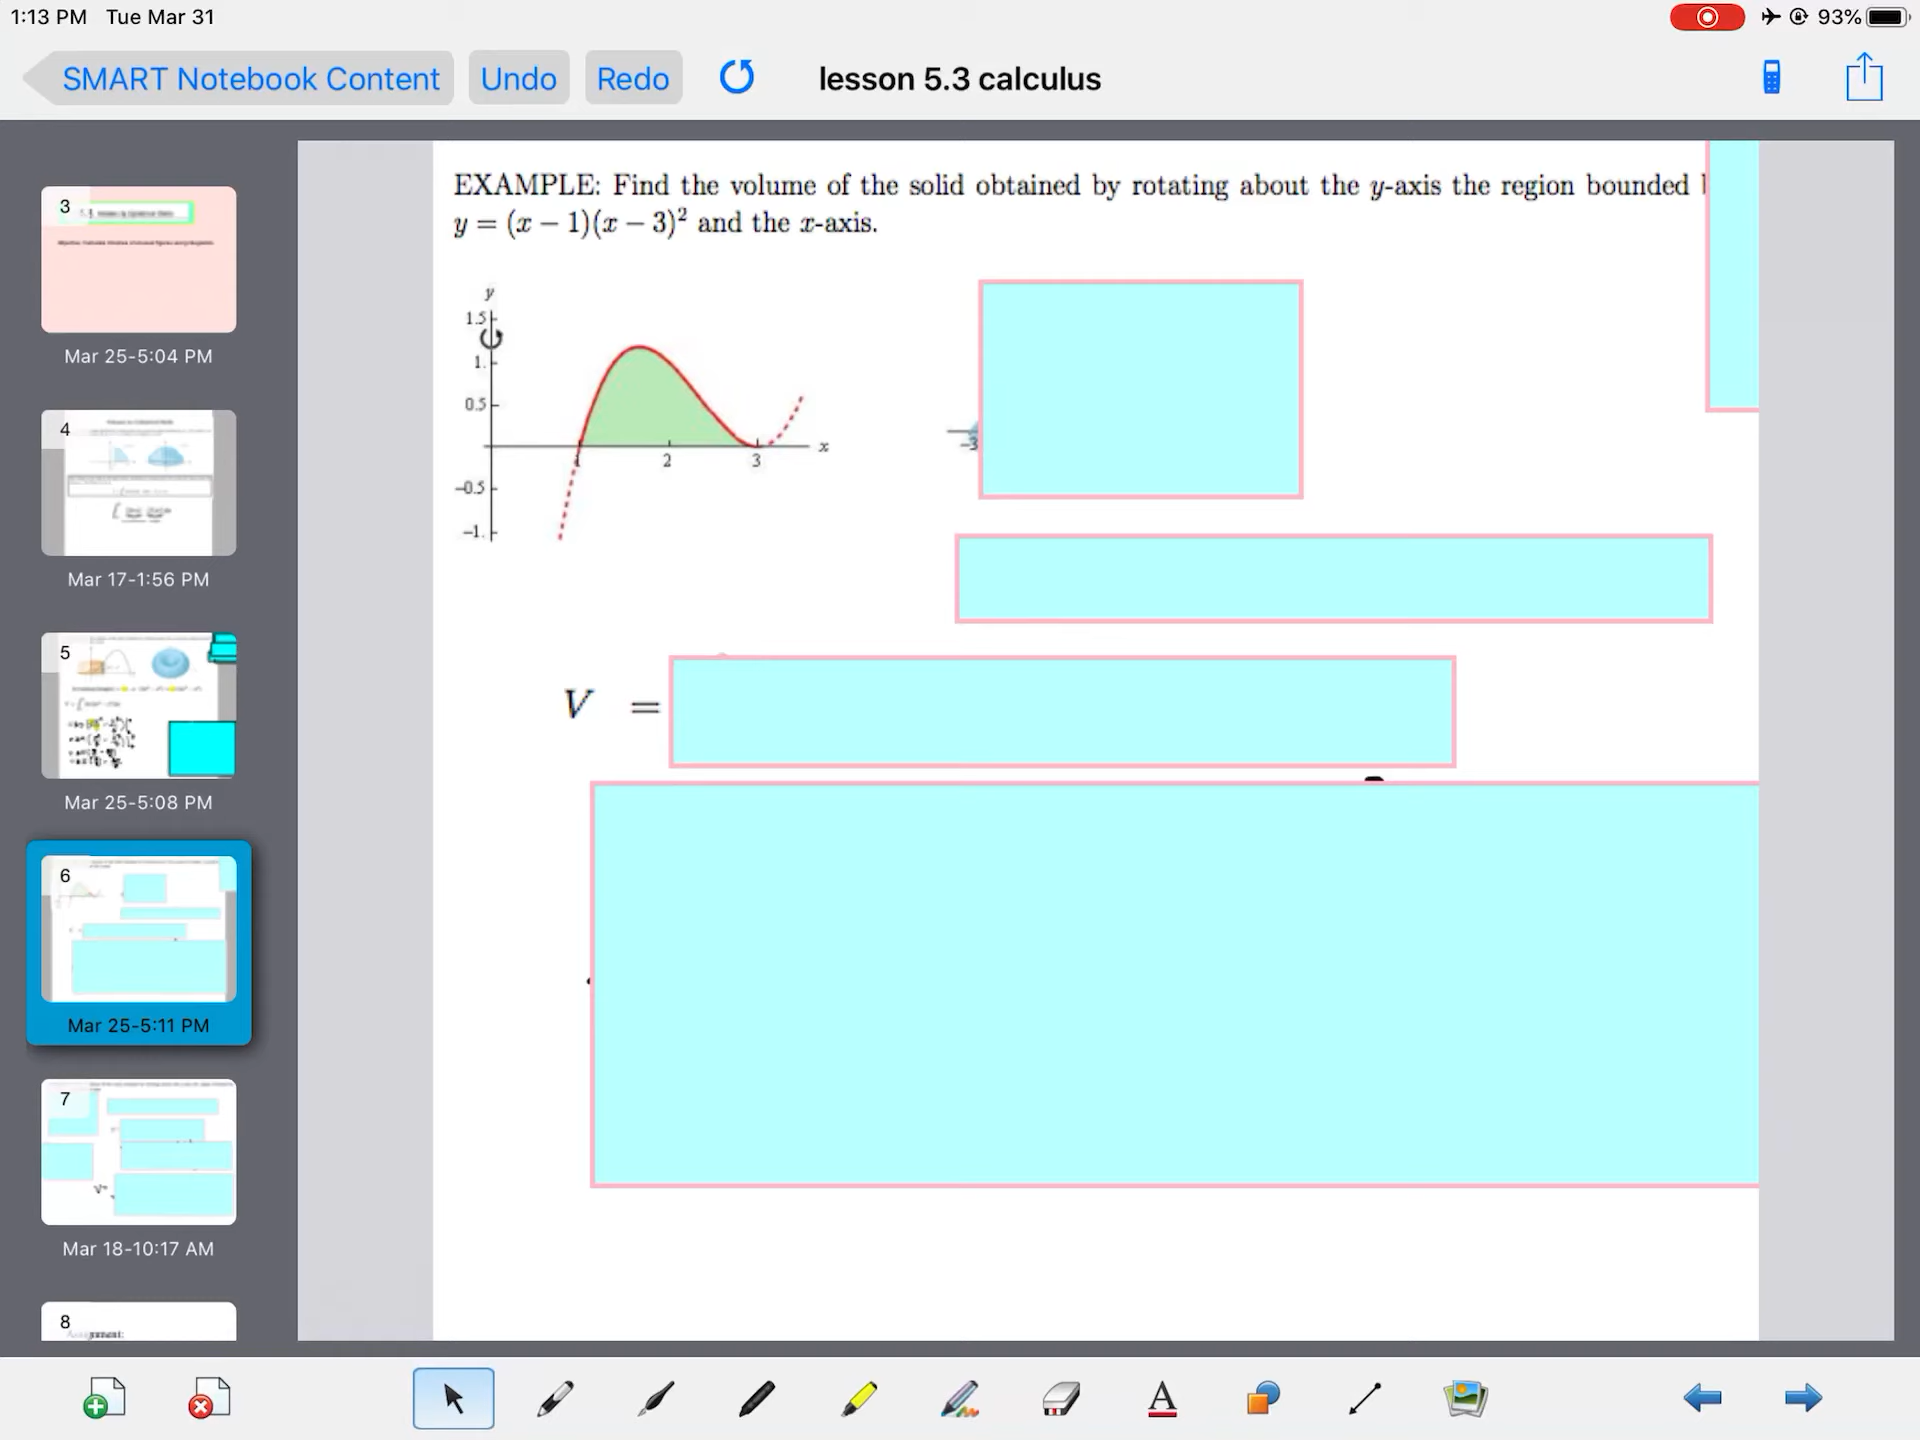 1:13 PM Tue Mar 31
93%
SMART Notebook Content
Undo
Redo
lesson 5.3 calculus
3
Mar 25-5:04 PM
4
Mar 17-1:56 PM
5
Mar 25-5:08 PM
6
Mar 25-5:11 PM
7
Mar 18-10:17 AM
8
EXAMPLE: Find the volume of the solid obtained by rotating about the y-axis the region bounded
y = (x − 1)(x − 3)² and the x-axis.
y
1.5
1.
0.5
1 2 3 x
−0.5
−1.
−3
V =
A